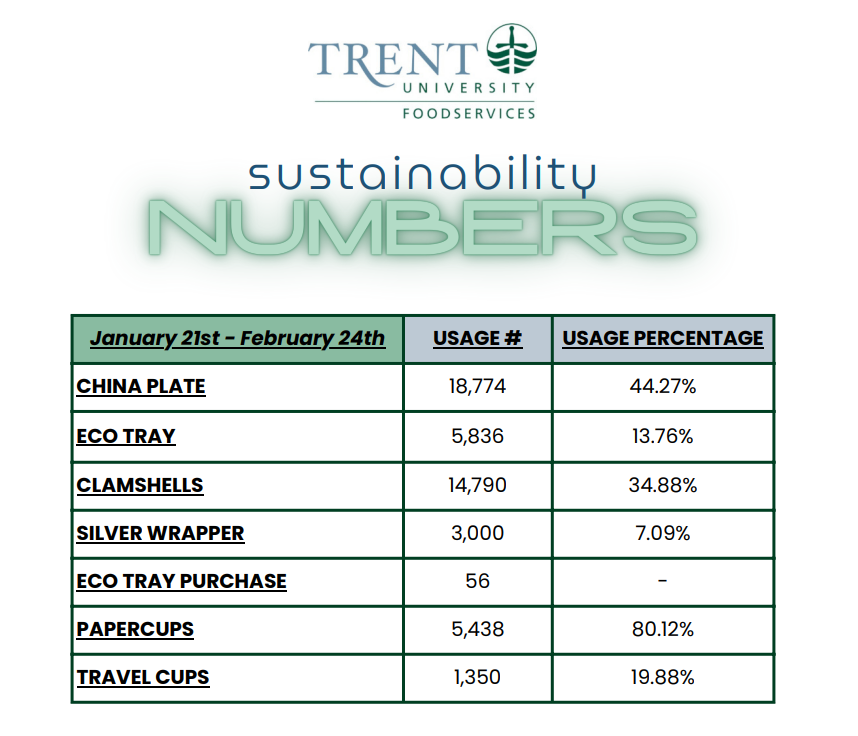 TRENT
UNIVERSITY
FOODSERVICES
sustainability
NUMBERS
January 21st - February 24th USAGE # USAGE PERCENTAGE
CHINA PLATE 18,774 44.27%
ECO TRAY 5,836 13.76%
CLAMSHELLS 14,790 34.88%
SILVER WRAPPER 3,000 7.09%
ECO TRAY PURCHASE 56 -
PAPERCUPS 5,438 80.12%
TRAVEL CUPS 1,350 19.88%